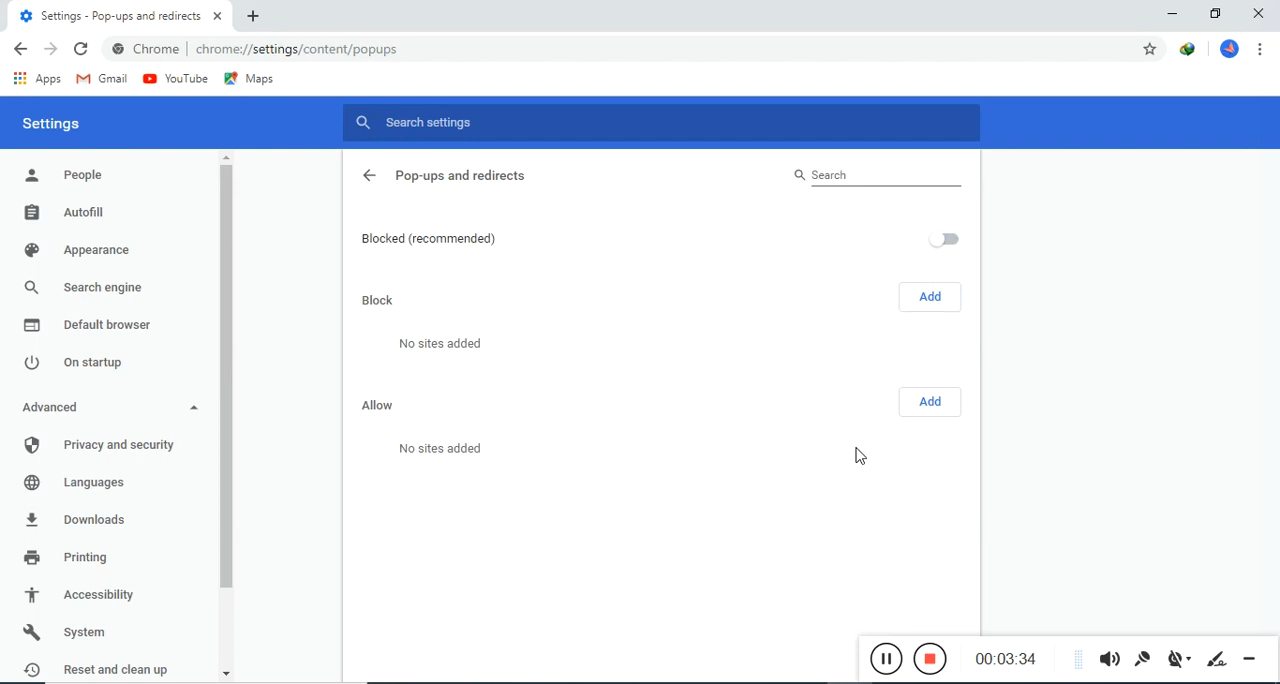 Settings - Pop-ups and redirects
Chrome | chrome://settings/content/popups
Apps Gmail YouTube Maps
Settings
Search settings
People
Autofill
Appearance
Search engine
Default browser
On startup
Advanced
Privacy and security
Languages
Downloads
Printing
Accessibility
System
Reset and clean up
Pop-ups and redirects
Search
Blocked (recommended)
Block
Add
No sites added
Allow
Add
No sites added
00:03:34